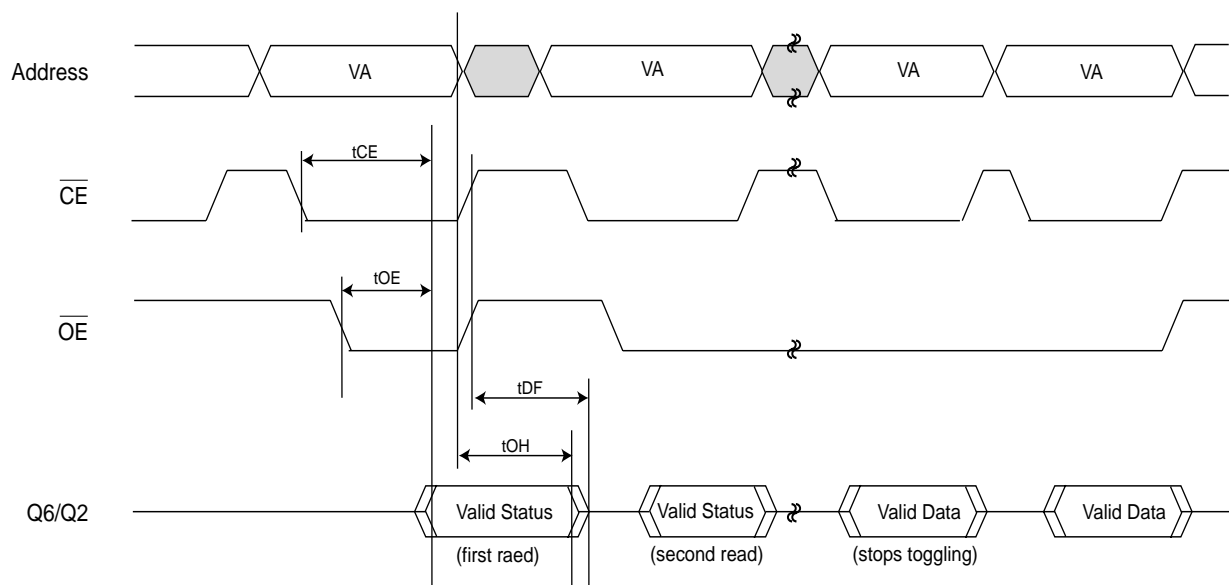 Address
VA
VA
VA
VA
tCE
CE
tOE
OE
tDF
tOH
Q6/Q2
Valid Status
Valid Status
Valid Data
Valid Data
(first raed)
(second read)
(stops toggling)